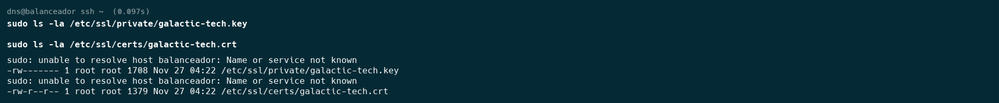 dns@balanceador ssh ~  (0.097s)
sudo ls -la /etc/ssl/private/galactic-tech.key
sudo ls -la /etc/ssl/certs/galactic-tech.crt
sudo: unable to resolve host balanceador: Name or service not known
-rw------- 1 root root 1708 Nov 27 04:22 /etc/ssl/private/galactic-tech.key
sudo: unable to resolve host balanceador: Name or service not known
-rw-r--r-- 1 root root 1379 Nov 27 04:22 /etc/ssl/certs/galactic-tech.crt